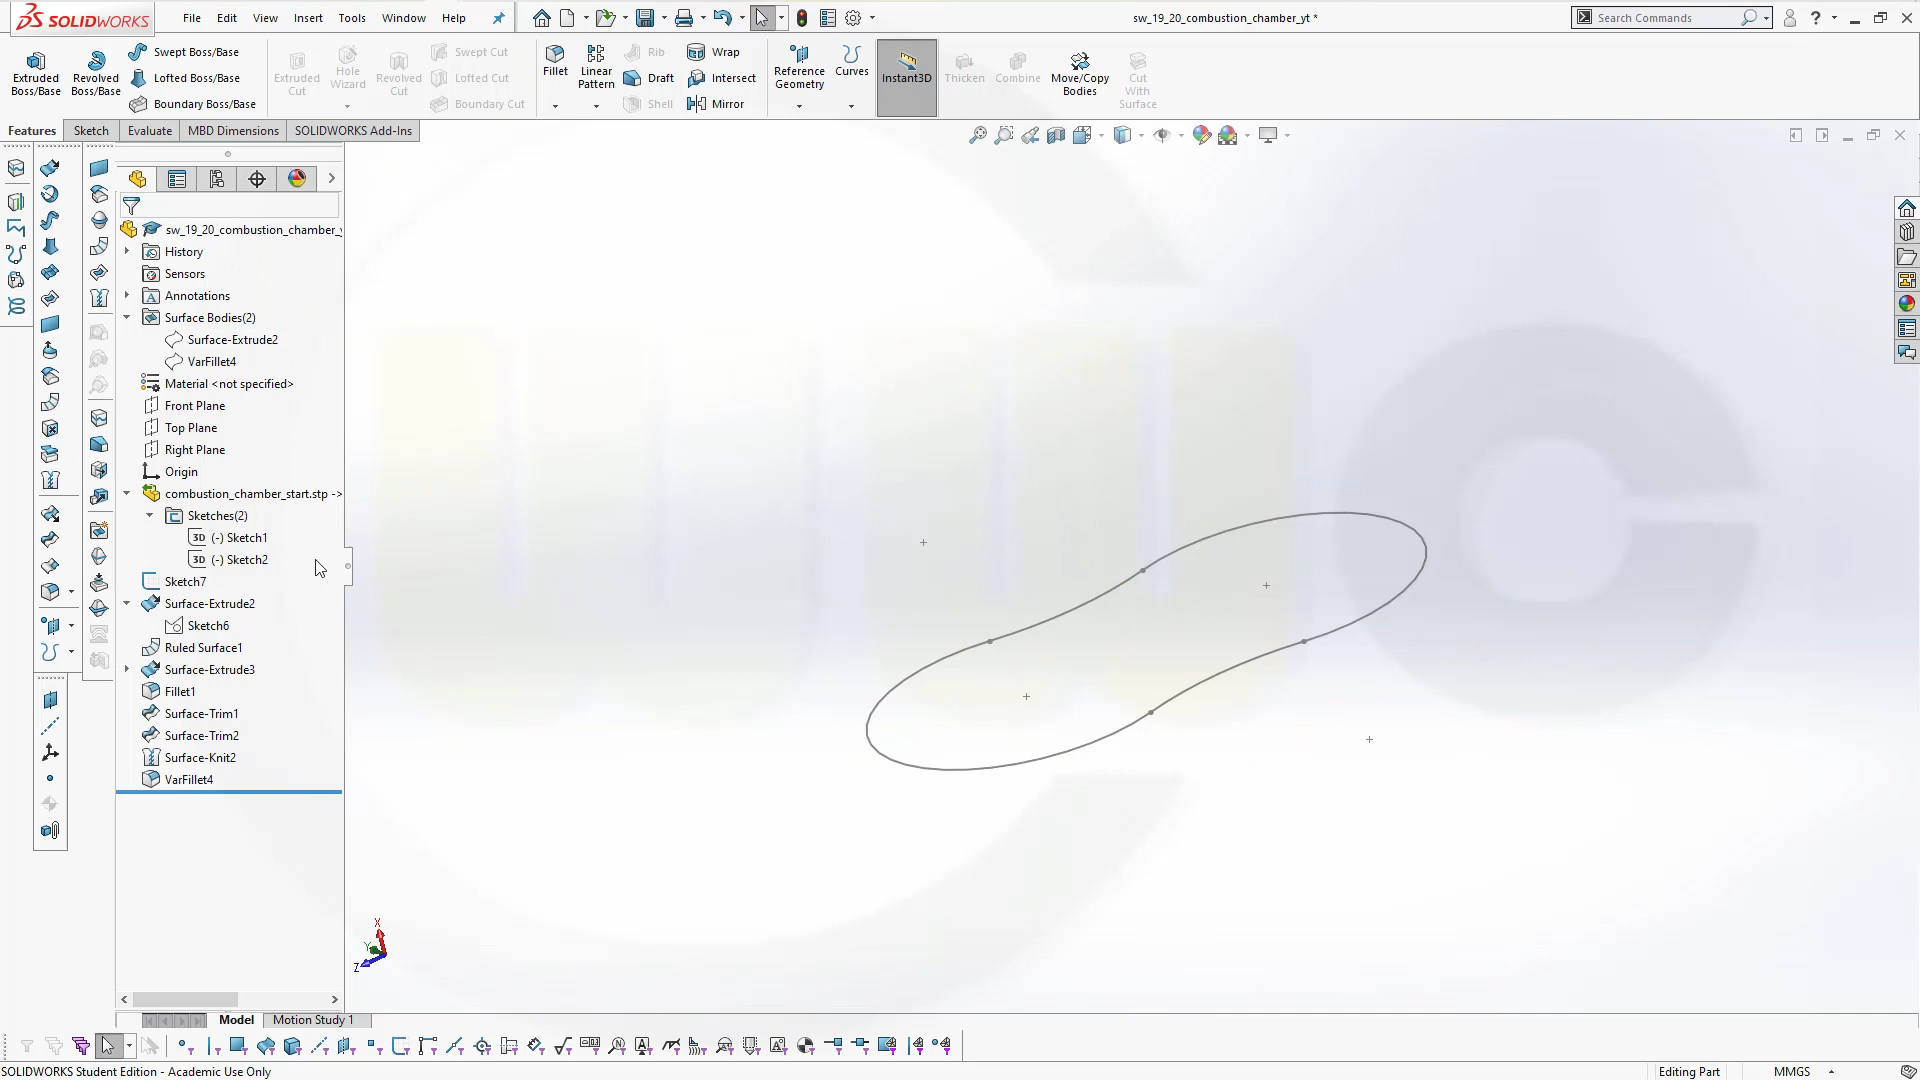 SOLIDWORKS
File Edit View Insert Tools Window Help
sw_19_20_combustion_chamber_yt *
Search Commands
Extruded Boss/Base
Revolved Boss/Base
Swept Boss/Base
Lofted Boss/Base
Boundary Boss/Base
Extruded Cut
Hole Wizard
Revolved Cut
Swept Cut
Lofted Cut
Boundary Cut
Fillet
Linear Pattern
Rib
Draft
Shell
Wrap
Intersect
Mirror
Reference Geometry
Curves
Instant3D
Thicken
Combine
Move/Copy Bodies
Cut With Surface
Features Sketch Evaluate MBD Dimensions SOLIDWORKS Add-Ins
sw_19_20_combustion_chamber_
History
Sensors
Annotations
Surface Bodies(2)
Surface-Extrude2
VarFillet4
Material <not specified>
Front Plane
Top Plane
Right Plane
Origin
combustion_chamber_start.stp ->
Sketches(2)
3D (-) Sketch1
3D (-) Sketch2
Sketch7
Surface-Extrude2
Sketch6
Ruled Surface1
Surface-Extrude3
Fillet1
Surface-Trim1
Surface-Trim2
Surface-Knit2
VarFillet4
X
Y
Z
Model Motion Study 1
SOLIDWORKS Student Edition - Academic Use Only
Editing Part MMGS